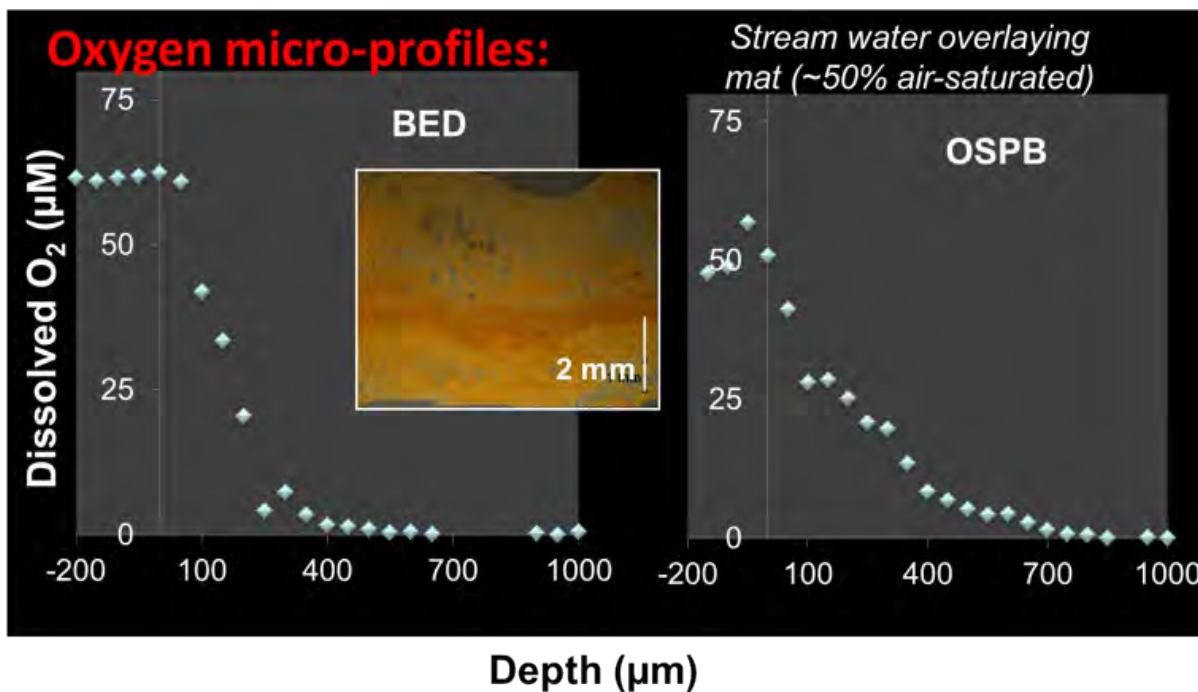 Oxygen micro-profiles:
Stream water overlaying
mat (~50% air-saturated)
BED
OSPB
Dissolved O₂ (µM)
75
50
25
0
-200 100 400 700 1000
2 mm
75
50
25
0
-200 100 400 700 1000
Depth (µm)